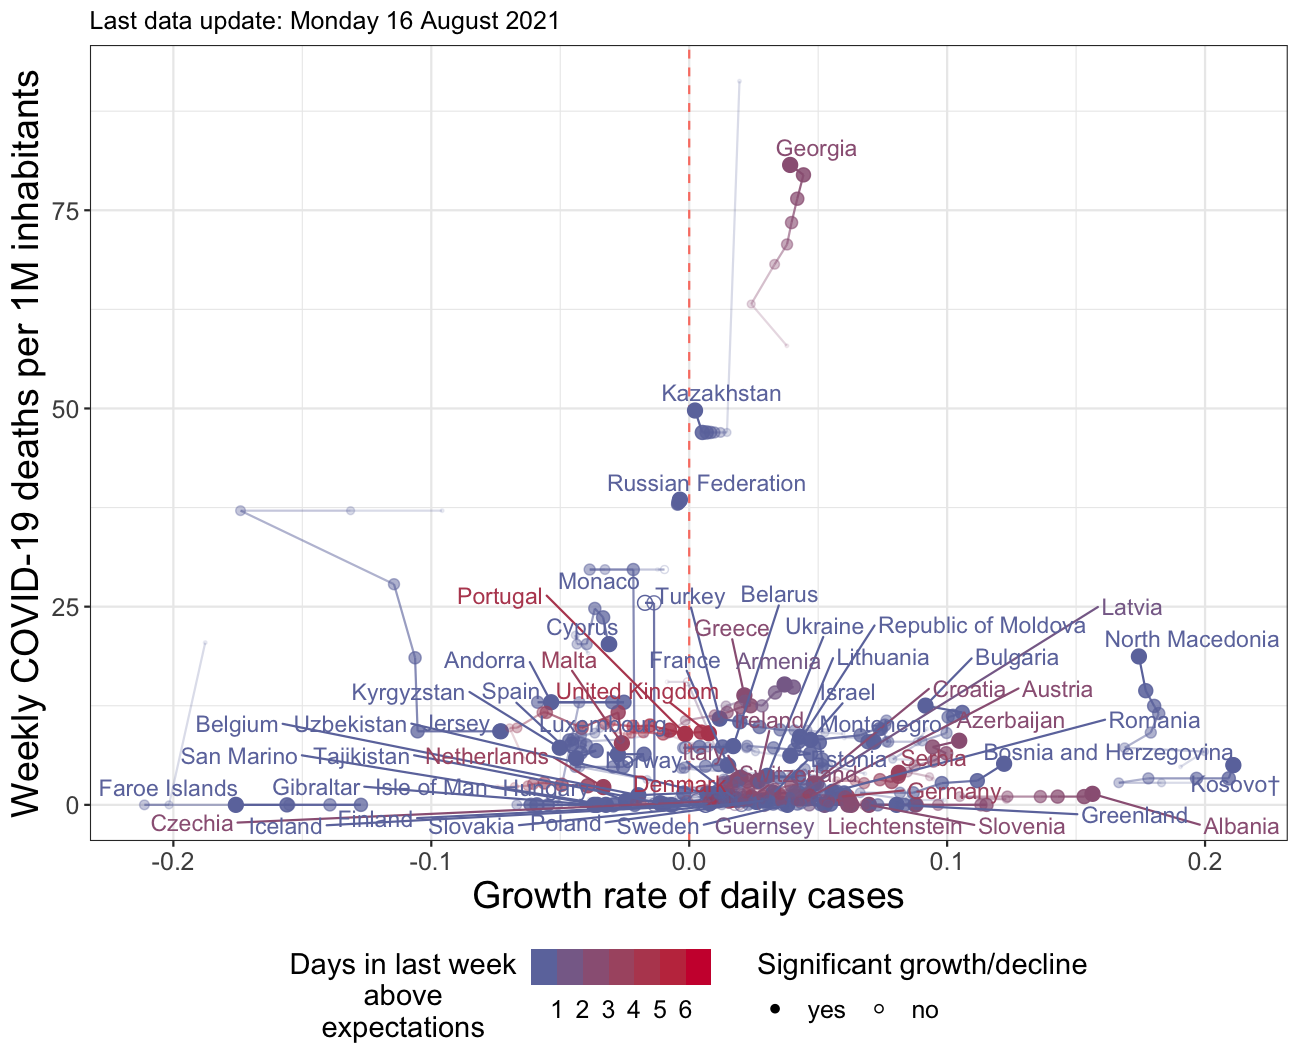 Last data update: Monday 16 August 2021
Weekly COVID-19 deaths per 1M inhabitants
75
50
25
0
Georgia
Kazakhstan
Russian Federation
Monaco
Portugal
Turkey
Belarus
Latvia
Cyprus
Greece
Ukraine
Republic of Moldova
North Macedonia
Andorra
Malta
France
Armenia
Lithuania
Bulgaria
Kyrgyzstan
Spain
United Kingdom
Israel
Croatia
Austria
Belgium
Uzbekistan
Jersey
Luxembourg
Ireland
Montenegro
Azerbaijan
Romania
San Marino
Tajikistan
Netherlands
Norway
Italy
Estonia
Serbia
Bosnia and Herzegovina
Faroe Islands
Gibraltar
Isle of Man
Hungary
Denmark
Switzerland
Germany
Kosovo†
Czechia
Iceland
Finland
Slovakia
Poland
Sweden
Guernsey
Liechtenstein
Slovenia
Greenland
Albania
-0.2
-0.1
0.0
0.1
0.2
Growth rate of daily cases
Days in last week
above
expectations
1 2 3 4 5 6
Significant growth/decline
yes
no